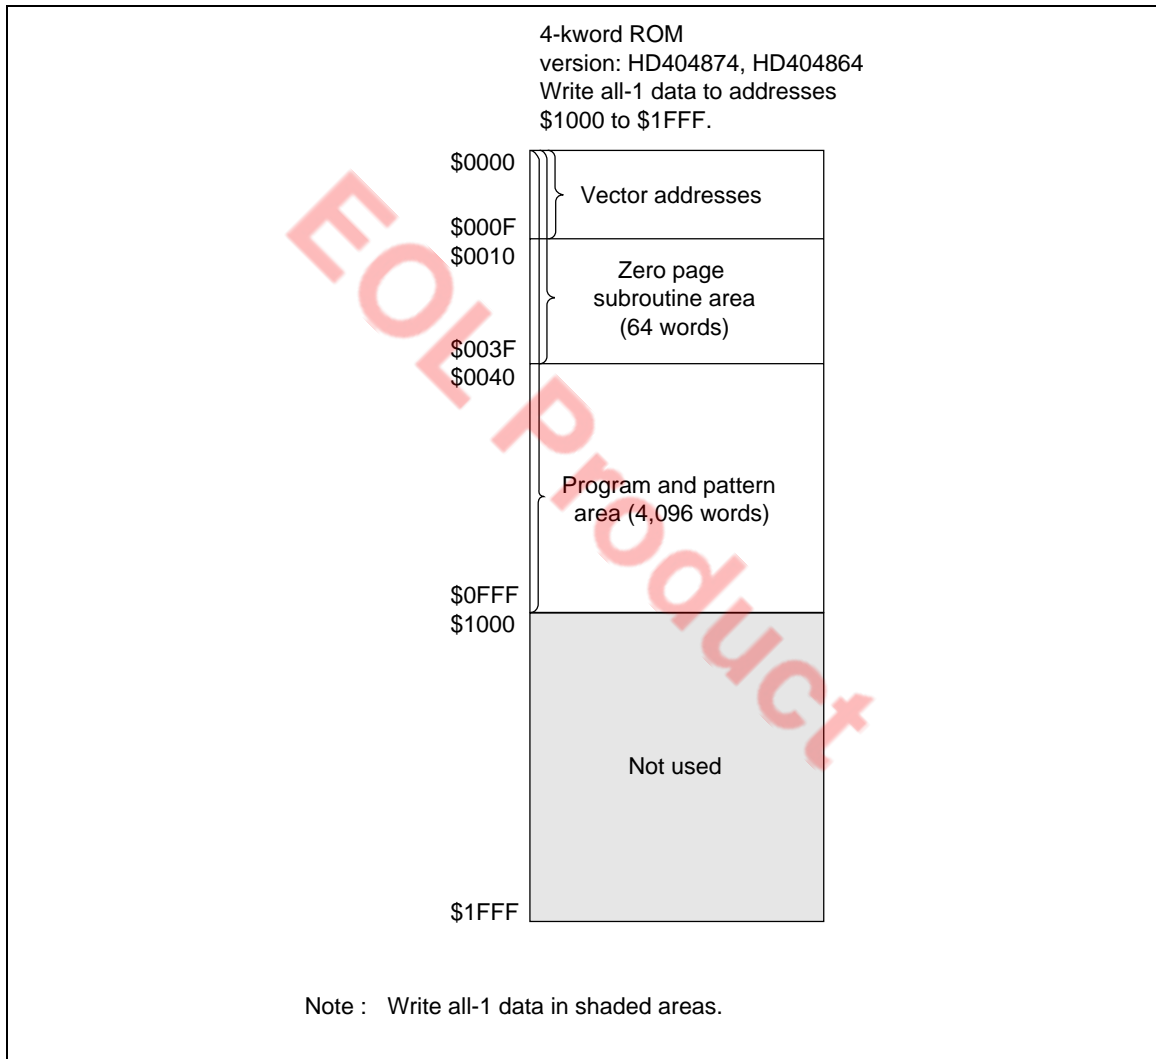 4-kword ROM
version: HD404874, HD404864
Write all-1 data to addresses
$1000 to $1FFF.
$0000
Vector addresses
$000F
$0010
Zero page
subroutine area
(64 words)
$003F
$0040
Program and pattern
area (4,096 words)
$0FFF
$1000
Not used
$1FFF
Note : Write all-1 data in shaded areas.
EOL Product